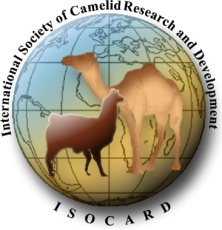 International Society of Camelid Research and Development
ISOCARD